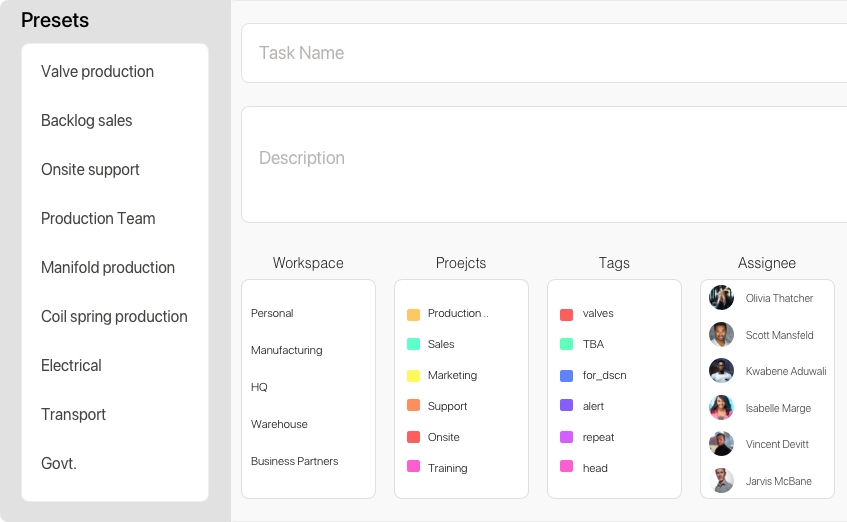 Presets
Valve production
Backlog sales
Onsite support
Production Team
Manifold production
Coil spring production
Electrical
Transport
Govt.
Task Name
Description
Workspace
Personal
Manufacturing
HQ
Warehouse
Business Partners
Proejcts
Production ..
Sales
Marketing
Support
Onsite
Training
Tags
valves
TBA
for_dscn
alert
repeat
head
Assignee
Olivia Thatcher
Scott Mansfeld
Kwabene Aduwali
Isabelle Marge
Vincent Devitt
Jarvis McBane